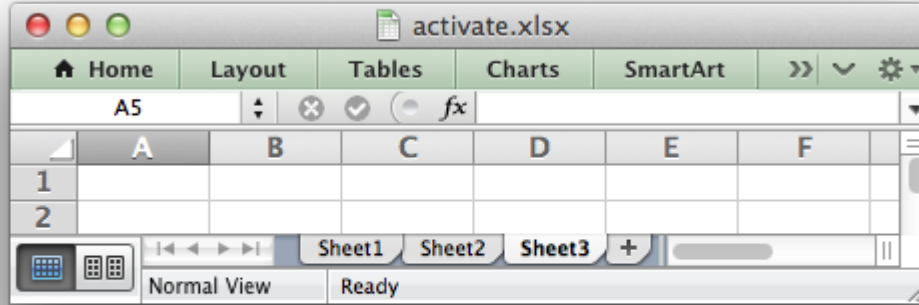 activate.xlsx
Home Layout Tables Charts SmartArt
A5 fx
A B C D E F
1
2
Sheet1 Sheet2 Sheet3 +
Normal View Ready